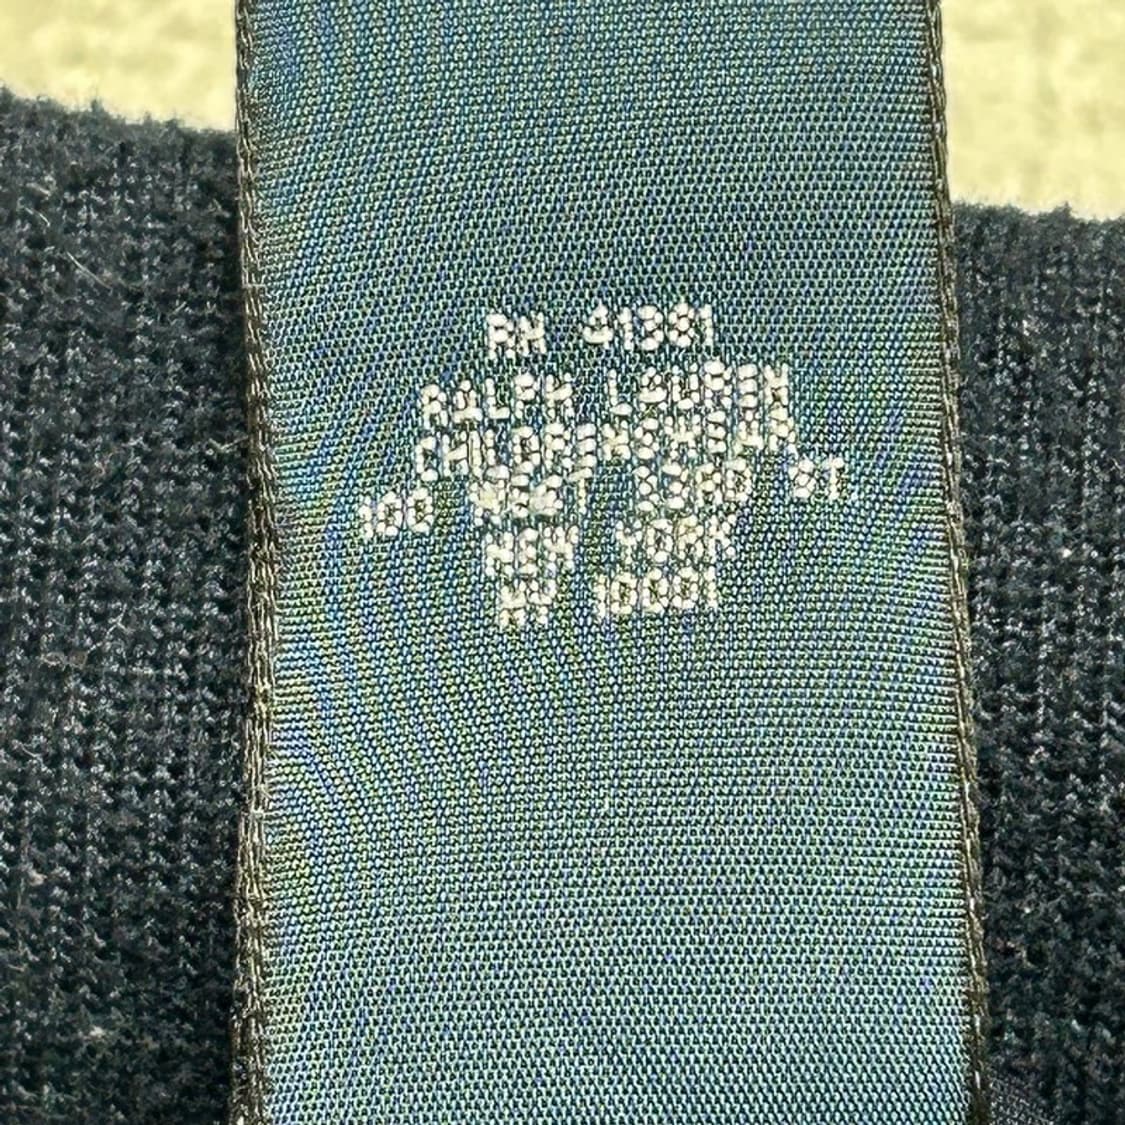 RN 41381
RALPH LAUREN
CHILDRENSWEAR
100 WEST 33RD ST.
NEW YORK
NY 10001